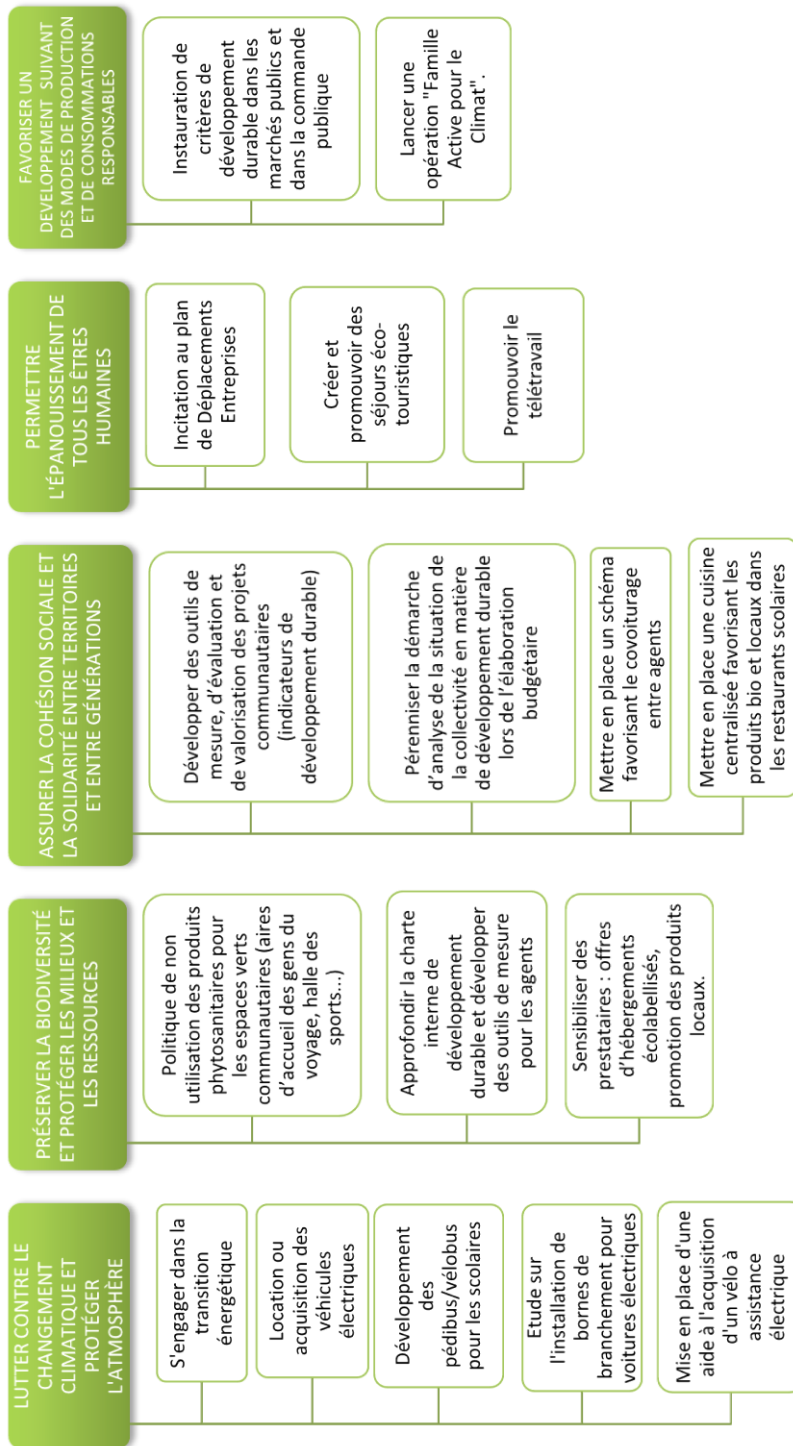 LUTTER CONTRE LE
CHANGEMENT
CLIMATIQUE ET
PROTÉGER
L'ATMOSPHÈRE
S'engager dans la
transition
énergétique
Location ou
acquisition des
véhicules
électriques
Développement
des
pédibus/vélobus
pour les scolaires
Etude sur
l'installation de
bornes de
branchement pour
voitures électriques
Mise en place d'une
aide à l'acquisition
d'un vélo à
assistance
électrique
PRÉSERVER LA BIODIVERSITÉ
ET PROTÉGER LES MILIEUX ET
LES RESSOURCES
Politique de non
utilisation des produits
phytosanitaires pour
les espaces verts
communautaires (aires
d'accueil des gens du
voyage, halle des
sports...)
Approfondir la charte
interne de
développement
durable et développer
des outils de mesure
pour les agents
Sensibiliser des
prestataires : offres
d'hébergements
écolabellisés,
promotion des produits
locaux.
ASSURER LA COHÉSION SOCIALE ET
LA SOLIDARITÉ ENTRE TERRITOIRES
ET ENTRE GÉNÉRATIONS
Développer des outils de
mesure, d'évaluation et
de valorisation des projets
communautaires
(indicateurs de
développement durable)
Pérenniser la démarche
d'analyse de la situation de
la collectivité en matière
de développement durable
lors de l'élaboration
budgétaire
Mettre en place un schéma
favorisant le covoiturage
entre agents
Mettre en place une cuisine
centralisée favorisant les
produits bio et locaux dans
les restaurants scolaires
PERMETTRE
L'ÉPANOUISSEMENT DE
TOUS LES ÊTRES
HUMAINES
Incitation au plan
de Déplacements
Entreprises
Créer et
promouvoir des
séjours éco-
touristiques
Promouvoir le
télétravail
FAVORISER UN
DEVELOPPEMENT SUIVANT
DES MODES DE PRODUCTION
ET DE CONSOMMATIONS
RESPONSABLES
Instauration de
critères de
développement
durable dans les
marchés publics et
dans la commande
publique
Lancer une
opération "Famille
Active pour le
Climat".